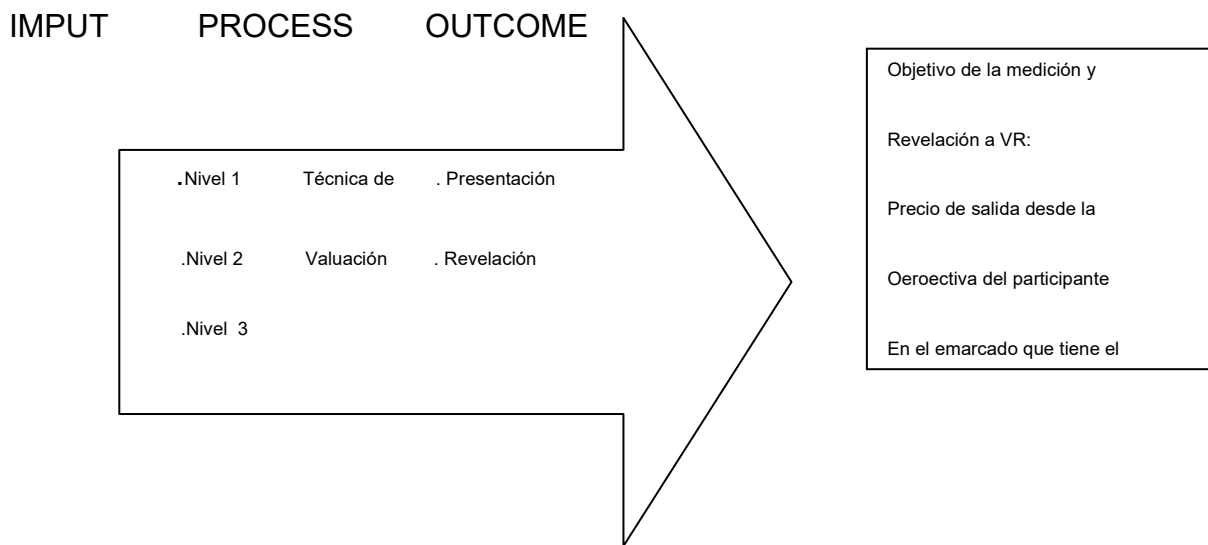 IMPUT PROCESS OUTCOME
.Nivel 1 Técnica de . Presentación
.Nivel 2 Valuación . Revelación
.Nivel 3
Objetivo de la medición y
Revelación a VR:
Precio de salida desde la
Oeroectiva del participante
En el emarcado que tiene el